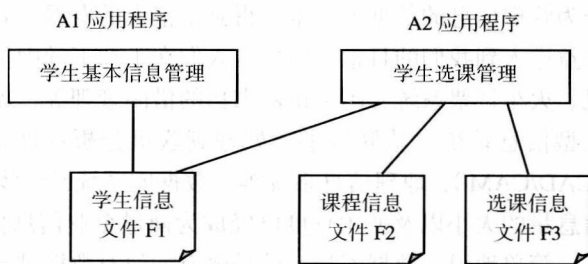 A1 应用程序
A2 应用程序
学生基本信息管理
学生选课管理
学生信息
文件 F1
课程信息
文件 F2
选课信息
文件 F3